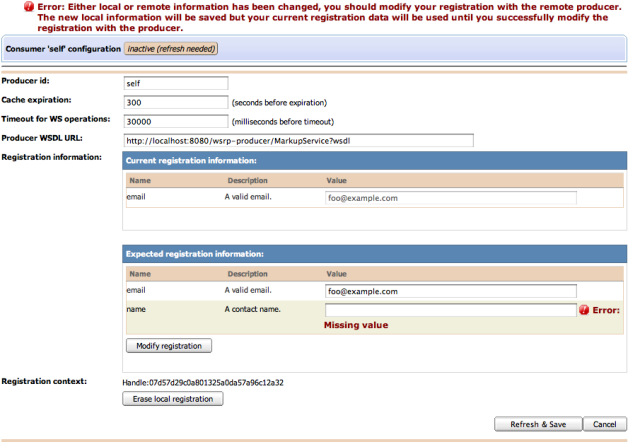 Error: Either local or remote information has been changed, you should modify your registration with the remote producer.
The new local information will be saved but your current registration data will be used until you successfully modify the
registration with the producer.
Consumer 'self' configuration inactive (refresh needed)
Producer id: self
Cache expiration: 300 (seconds before expiration)
Timeout for WS operations: 30000 (milliseconds before timeout)
Producer WSDL URL: http://localhost:8080/wsrp-producer/MarkupService?wsdl
Registration information: Current registration information:
Name Description Value
email A valid email. foo@example.com
Expected registration information:
Name Description Value
email A valid email. foo@example.com
name A contact name. Error:
Missing value
Modify registration
Registration context: Handle:07d57d29c0a801325a0da57a96c12a32
Erase local registration
Refresh & Save Cancel